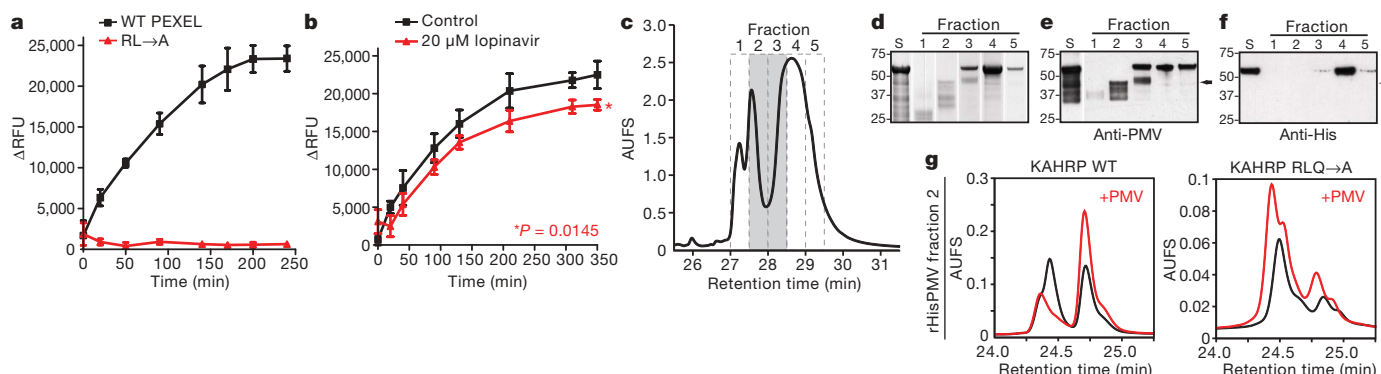 a
WT PEXEL
RL→A
ΔRFU
25,000
20,000
15,000
10,000
5,000
0
0 50 100 150 200 250
Time (min)
b
Control
20 μM lopinavir
ΔRFU
25,000
20,000
15,000
10,000
5,000
0
*
*P = 0.0145
0 50 100 150 200 250 300 350
Time (min)
c
Fraction
1 2 3 4 5
AUFS
3.0
2.5
2.0
1.5
1.0
0.5
0
26 27 28 29 30 31
Retention time (min)
d
Fraction
S 1 2 3 4 5
75
50
37
25
e
Fraction
S 1 2 3 4 5
75
50
37
25
Anti-PMV
f
Fraction
S 1 2 3 4 5
75
50
37
25
Anti-His
g
rHisPMV fraction 2
KAHRP WT
+PMV
AUFS
0.3
0.2
0.1
0
24.0 24.5 25.0
Retention time (min)
KAHRP RLQ→A
+PMV
AUFS
0.1
0.08
0.06
0.04
0.02
0
24.0 24.5 25.0
Retention time (min)